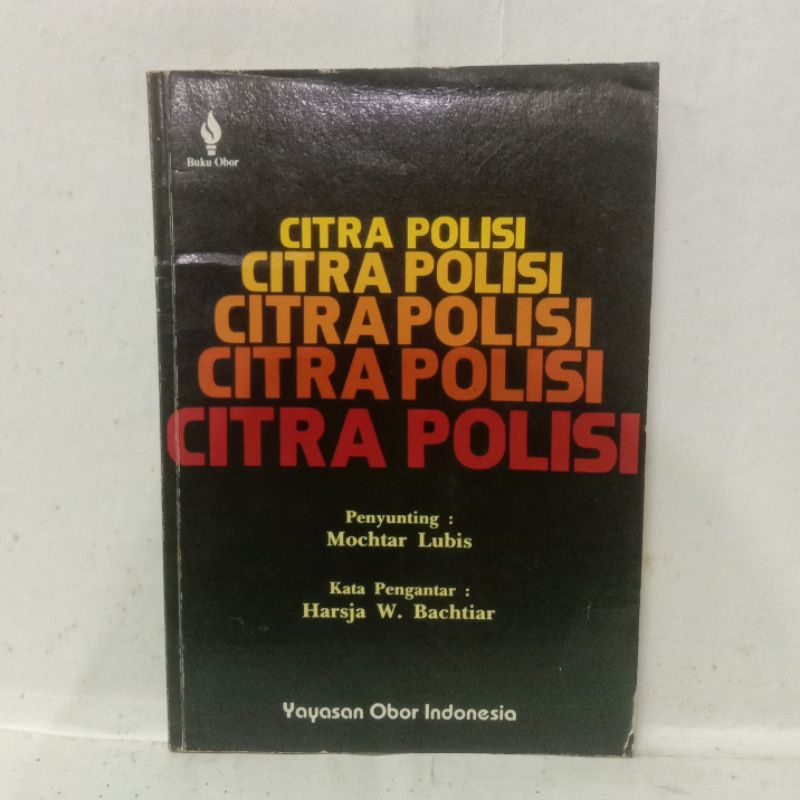 Buku Obor
CITRA POLISI
CITRA POLISI
CITRA POLISI
CITRA POLISI
CITRA POLISI
Penyunting :
Mochtar Lubis
Kata Pengantar :
Harsja W. Bachtiar
Yayasan Obor Indonesia